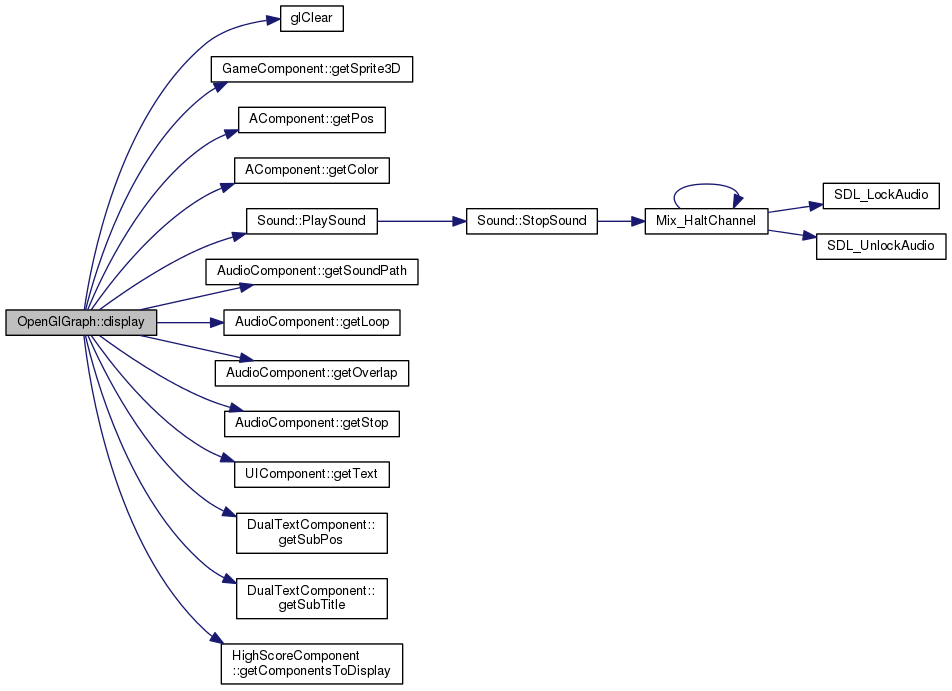 glClear
GameComponent::getSprite3D
AComponent::getPos
AComponent::getColor
Sound::PlaySound
Sound::StopSound
Mix_HaltChannel
SDL_LockAudio
SDL_UnlockAudio
AudioComponent::getSoundPath
OpenGlGraph::display
AudioComponent::getLoop
AudioComponent::getOverlap
AudioComponent::getStop
UIComponent::getText
DualTextComponent::
getSubPos
DualTextComponent::
getSubTitle
HighScoreComponent
::getComponentsToDisplay